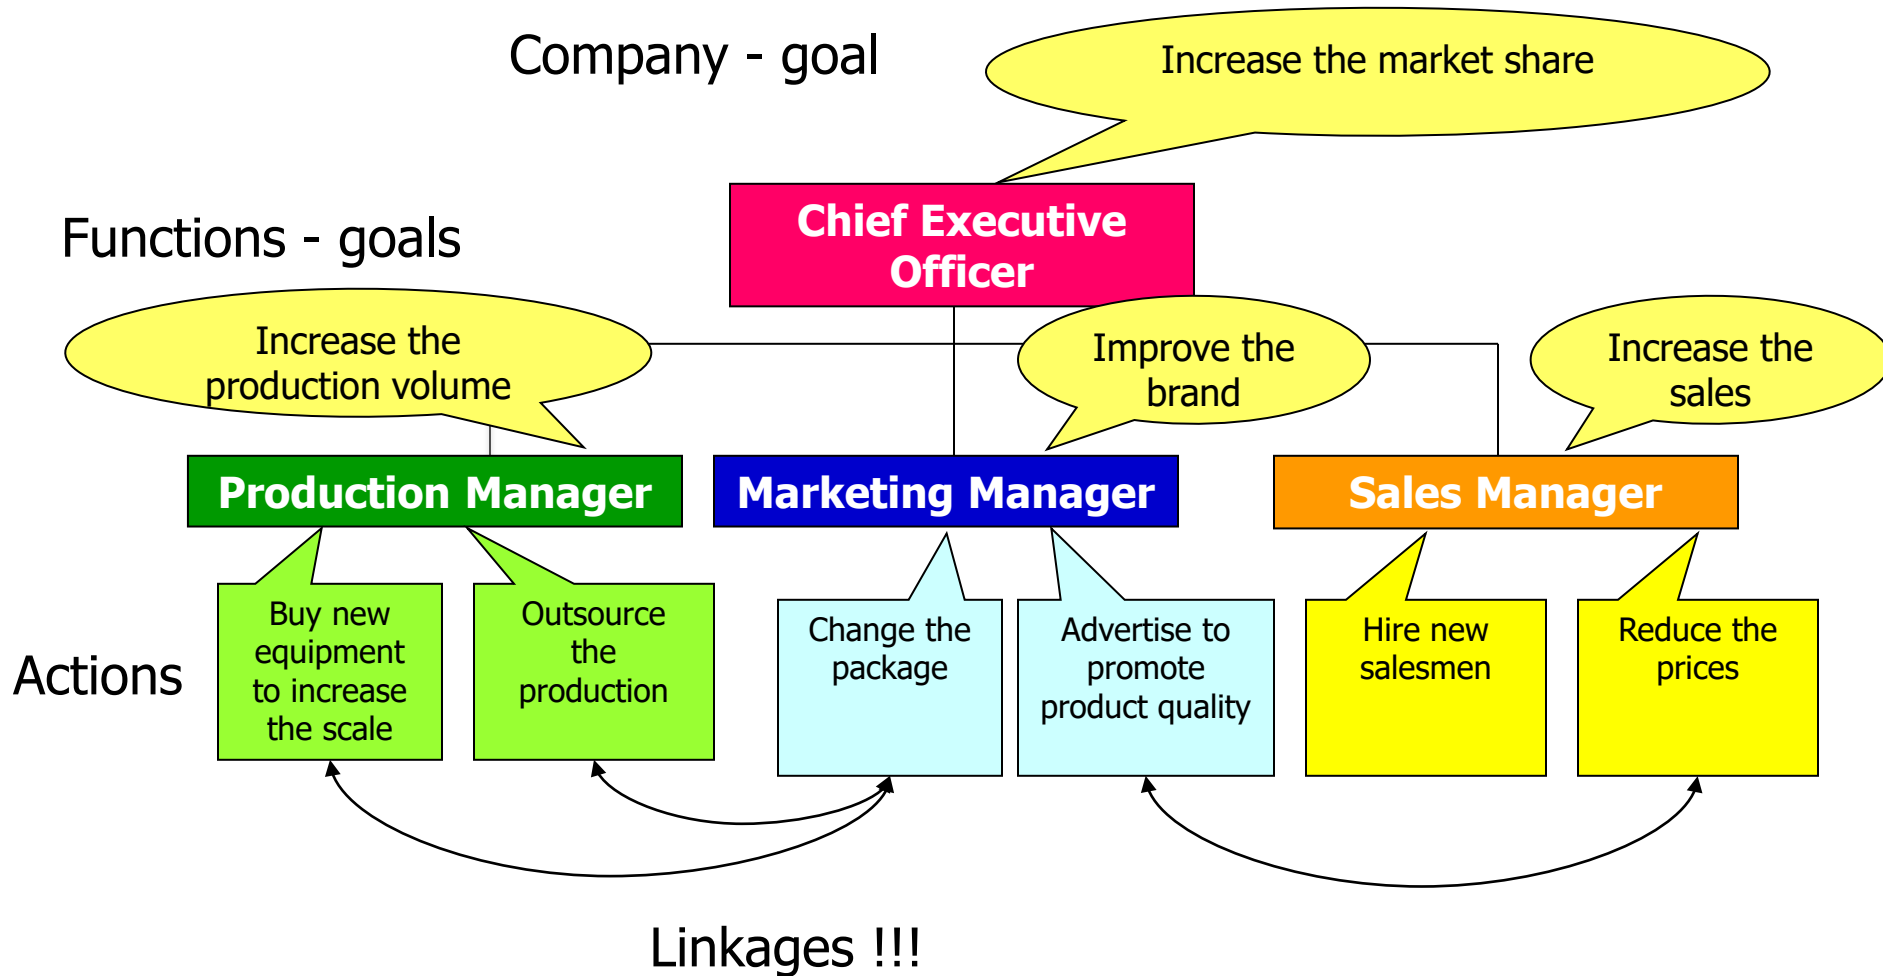 Company - goal
Increase the market share
Chief Executive
Officer
Functions - goals
Increase the
production volume
Improve the
brand
Increase the
sales
Production Manager
Marketing Manager
Sales Manager
Actions
Buy new
equipment
to increase
the scale
Outsource
the
production
Change the
package
Advertise to
promote
product quality
Hire new
salesmen
Reduce the
prices
Linkages !!!